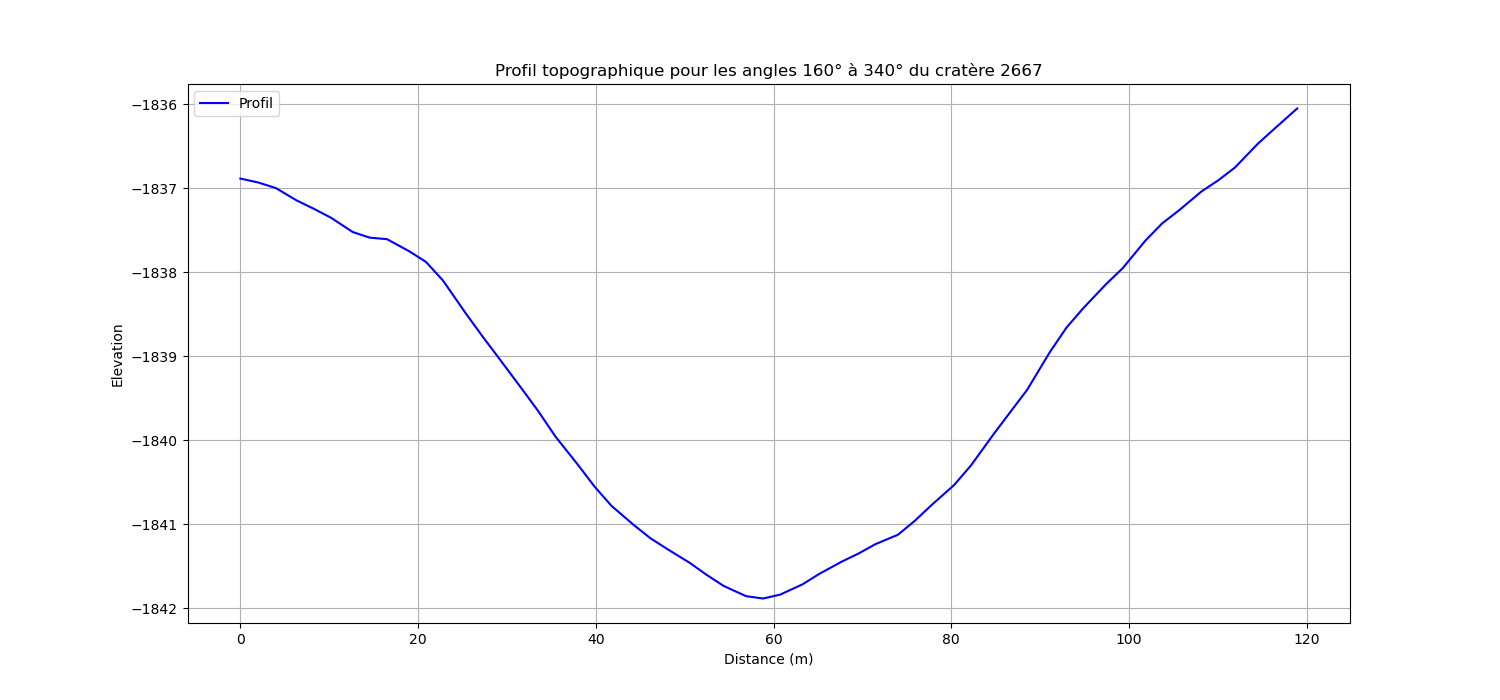 Profil topographique pour les angles 160° à 340° du cratère 2667
Profil
−1836
−1837
−1838
−1839
−1840
−1841
−1842
Elevation
0 20 40 60 80 100 120
Distance (m)